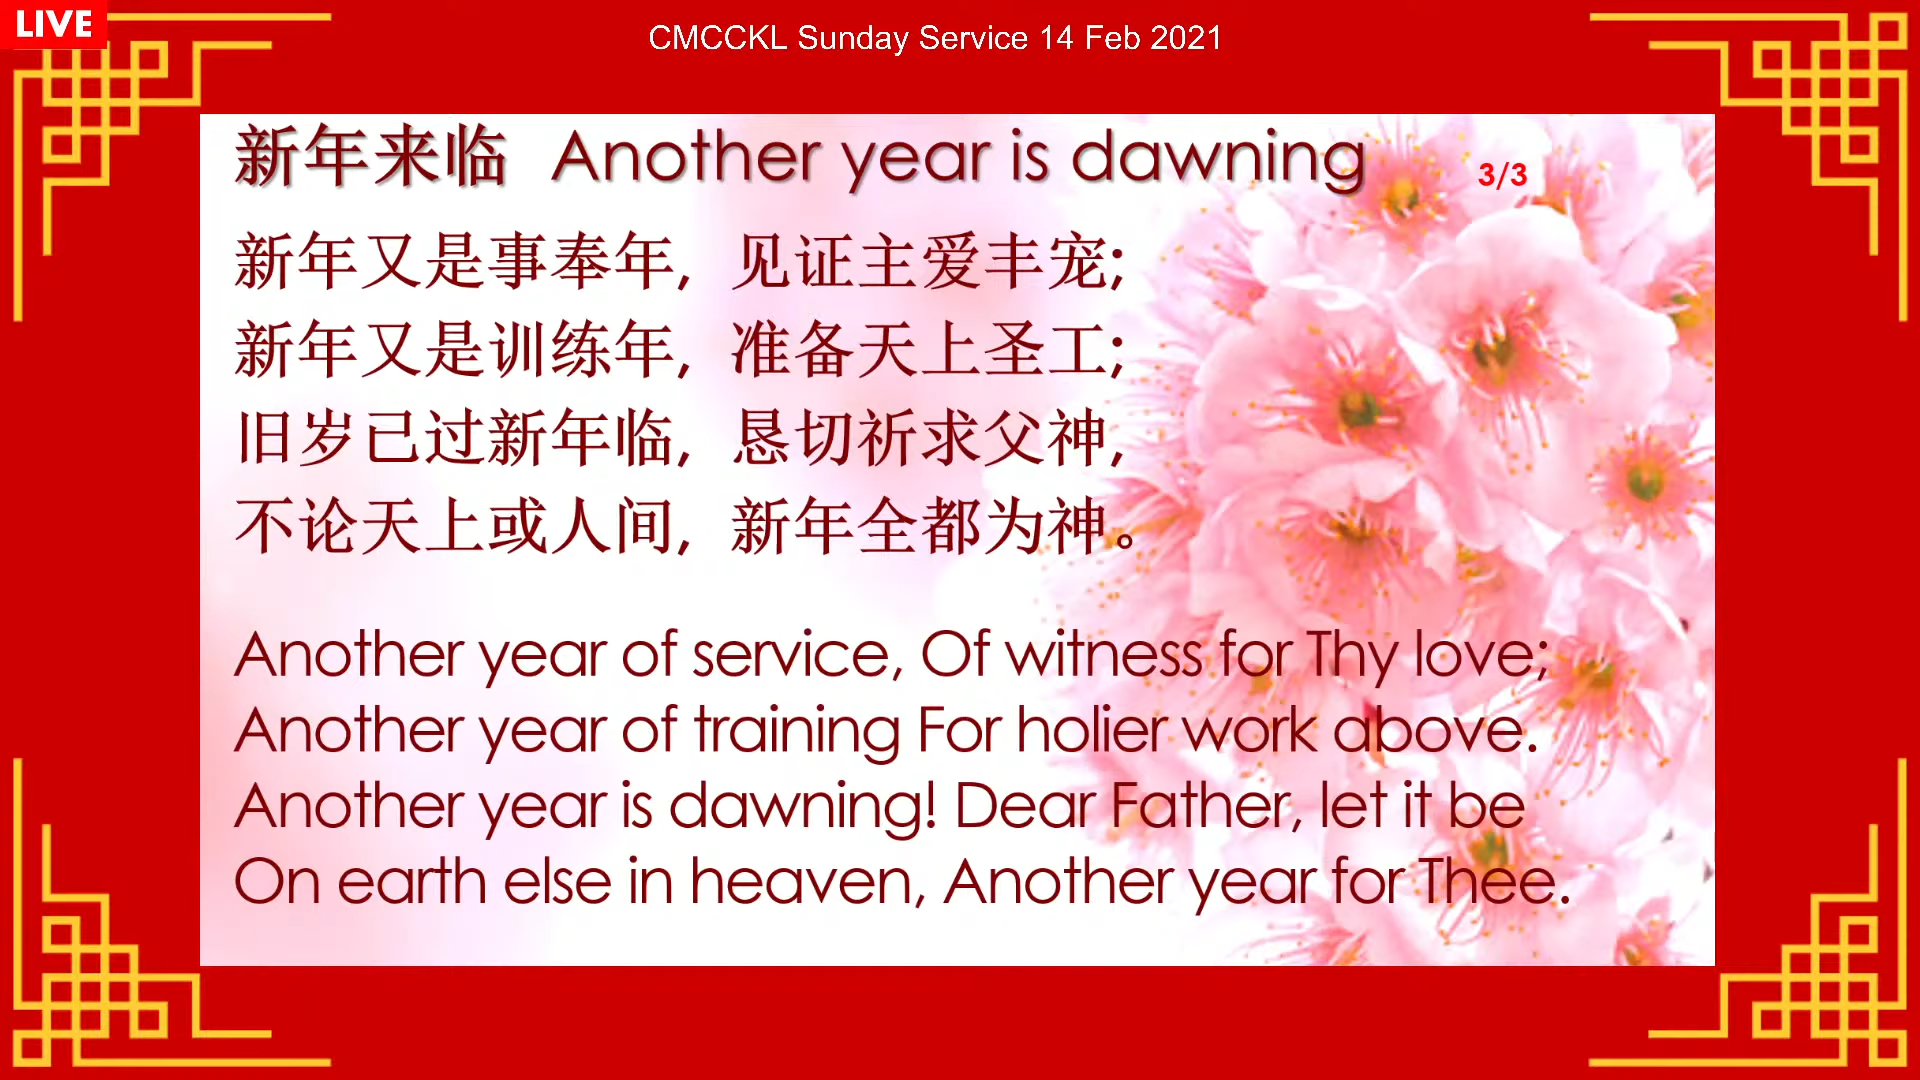 LIVE
CMCCKL Sunday Service 14 Feb 2021
新年来临 Another year is dawning 3/3
新年又是事奉年, 见证主爱丰宠;
新年又是训练年, 准备天上圣工;
旧岁已过新年临, 恳切祈求父神,
不论天上或人间, 新年全都为神。
Another year of service, Of witness for Thy love;
Another year of training For holier work above.
Another year is dawning! Dear Father, let it be
On earth else in heaven, Another year for Thee.